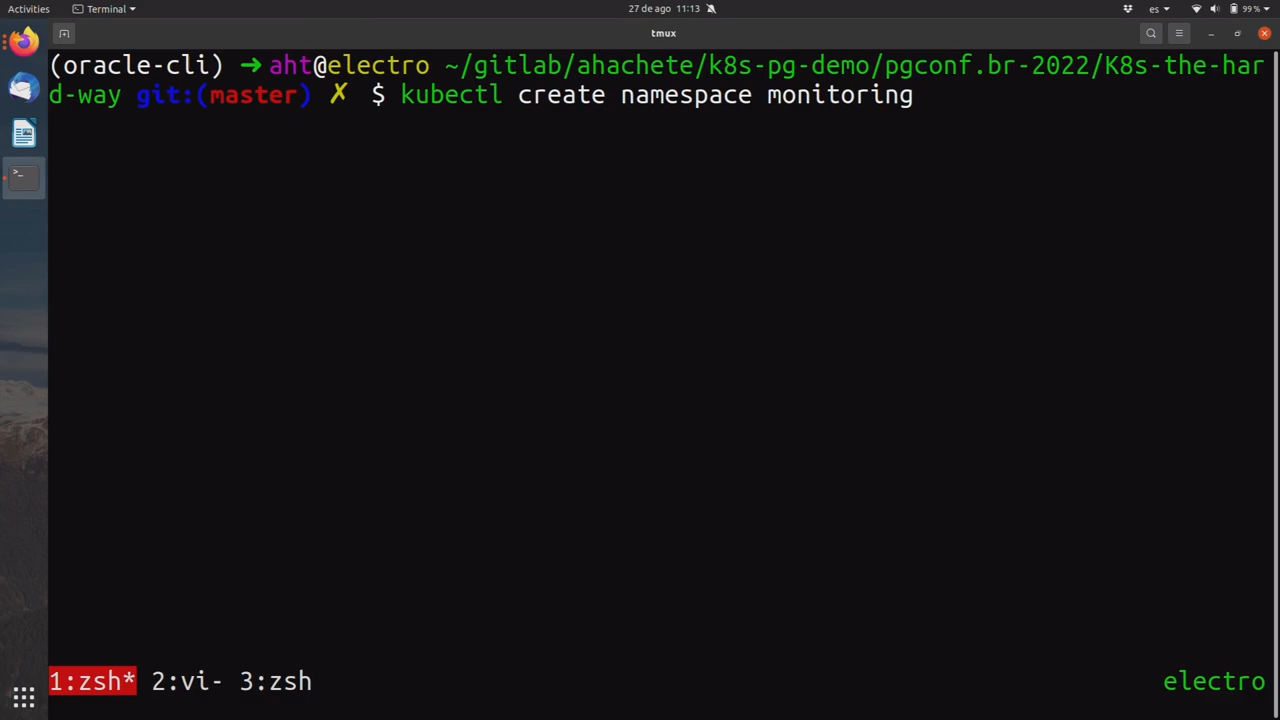 Activities Terminal 27 de ago 11:13 es 99 %
tmux
(oracle-cli) ➜ aht@electro ~/gitlab/ahachete/k8s-pg-demo/pgconf.br-2022/K8s-the-har
d-way git:(master) ✗ $ kubectl create namespace monitoring
1:zsh* 2:vi- 3:zsh electro